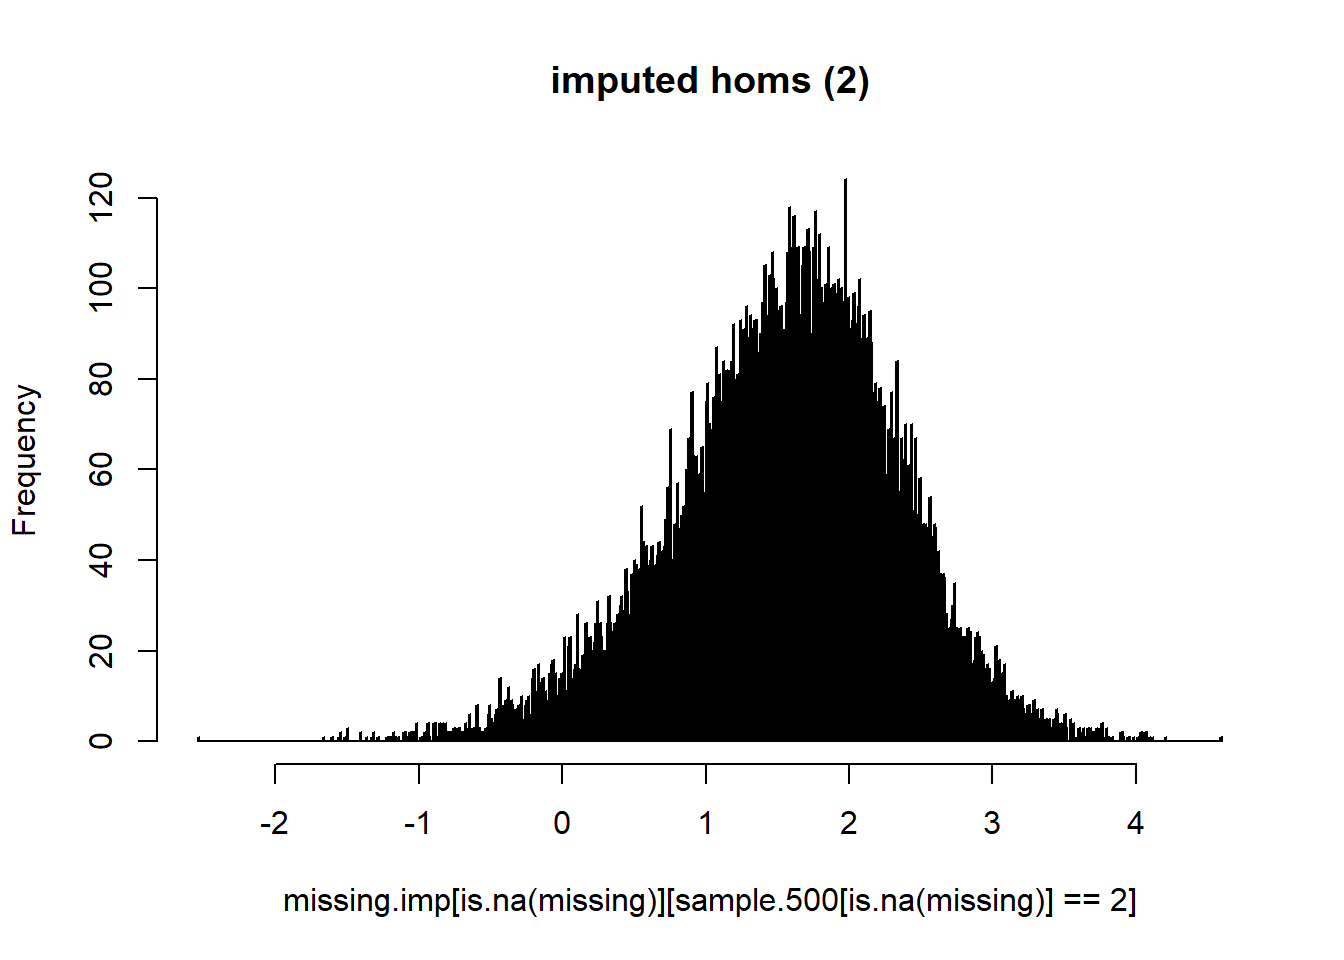 imputed homs (2)
Frequency
120
100
80
60
40
20
0
-2 -1 0 1 2 3 4
missing.imp[is.na(missing)][sample.500[is.na(missing)] == 2]